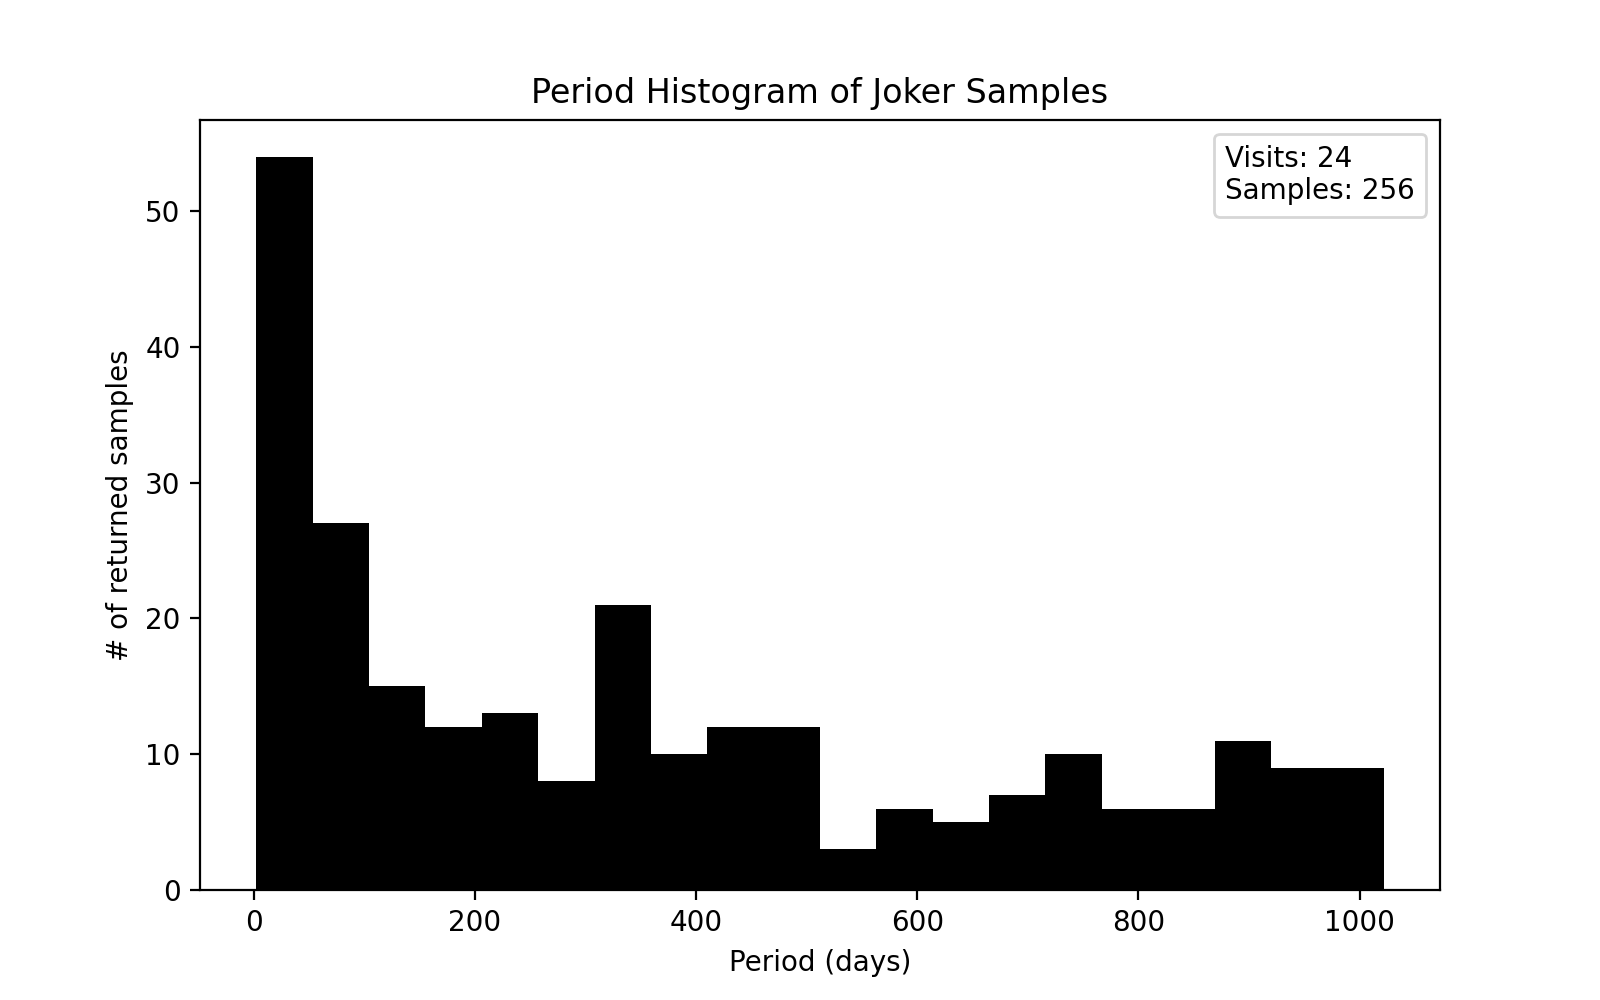 Period Histogram of Joker Samples
Visits: 24
Samples: 256
# of returned samples
50
40
30
20
10
0
0 200 400 600 800 1000
Period (days)